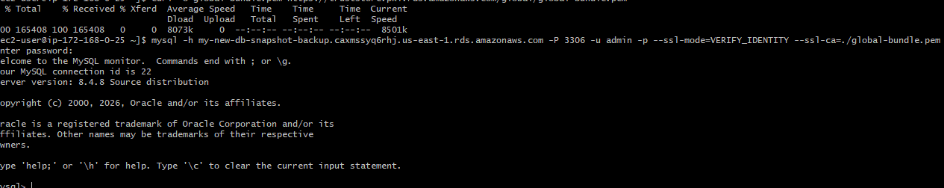 % Total    % Received % Xferd  Average Speed   Time    Time     Time  Current
                                 Dload  Upload   Total   Spent    Left  Speed
00 165408 100 165408   0      0  8073k      0 --:--:-- --:--:-- --:--:--  8501k
ec2-user@ip-172-168-0-25 ~]$ mysql -h my-new-db-snapshot-backup.caxmssyq6rhj.us-east-1.rds.amazonaws.com -P 3306 -u admin -p --ssl-mode=VERIFY_IDENTITY --ssl-ca=./global-bundle.pem
nter password:
elcome to the MySQL monitor.  Commands end with ; or \g.
our MySQL connection id is 22
erver version: 8.4.8 Source distribution
opyright (c) 2000, 2026, Oracle and/or its affiliates.
racle is a registered trademark of Oracle Corporation and/or its
ffiliates. Other names may be trademarks of their respective
wners.
ype 'help;' or '\h' for help. Type '\c' to clear the current input statement.
ysql>